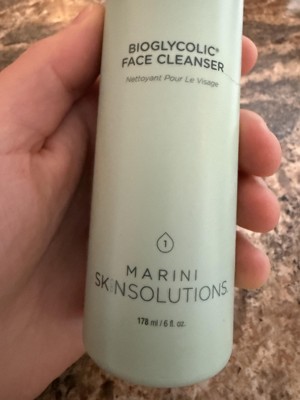 BIOGLYCOLIC®
FACE CLEANSER
Nettoyant Pour Le Visage
1
MARINI
SKINSOLUTIONS
178 ml / 6 fl. oz.